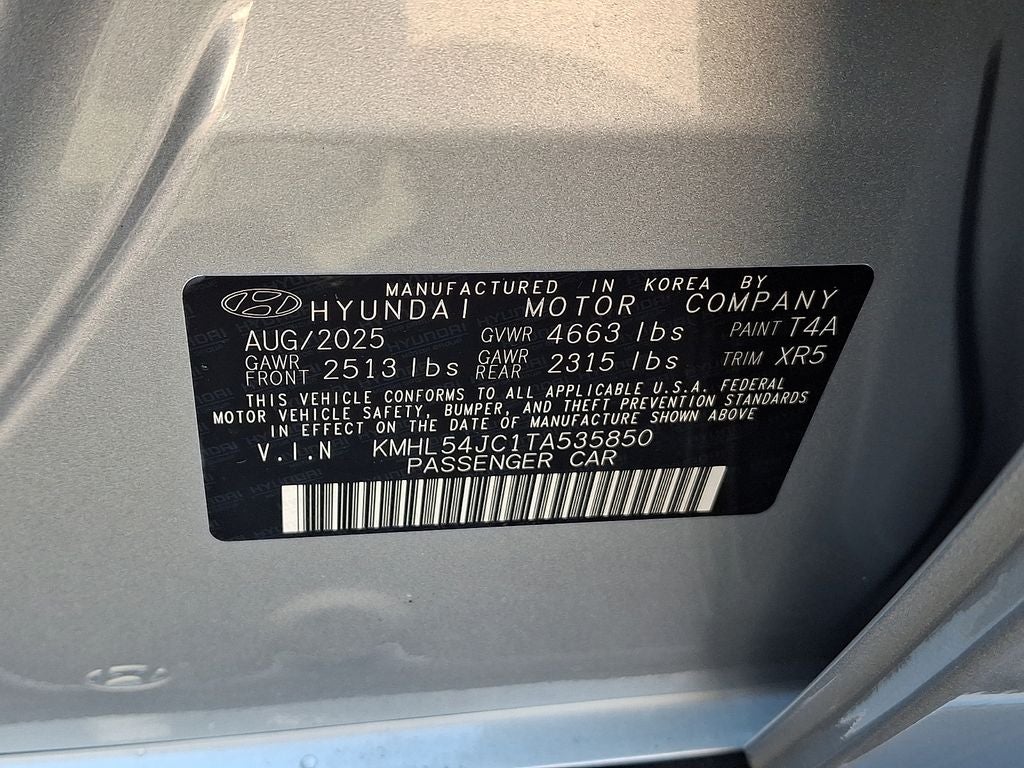 MANUFACTURED IN KOREA BY
HYUNDAI MOTOR COMPANY
AUG/2025 GVWR 4663 lbs PAINT T4A
GAWR FRONT 2513 lbs GAWR REAR 2315 lbs TRIM XR5
THIS VEHICLE CONFORMS TO ALL APPLICABLE U.S.A. FEDERAL
MOTOR VEHICLE SAFETY, BUMPER, AND THEFT PREVENTION STANDARDS
IN EFFECT ON THE DATE OF MANUFACTURE SHOWN ABOVE
V.I.N KMHL54JC1TA535850
PASSENGER CAR